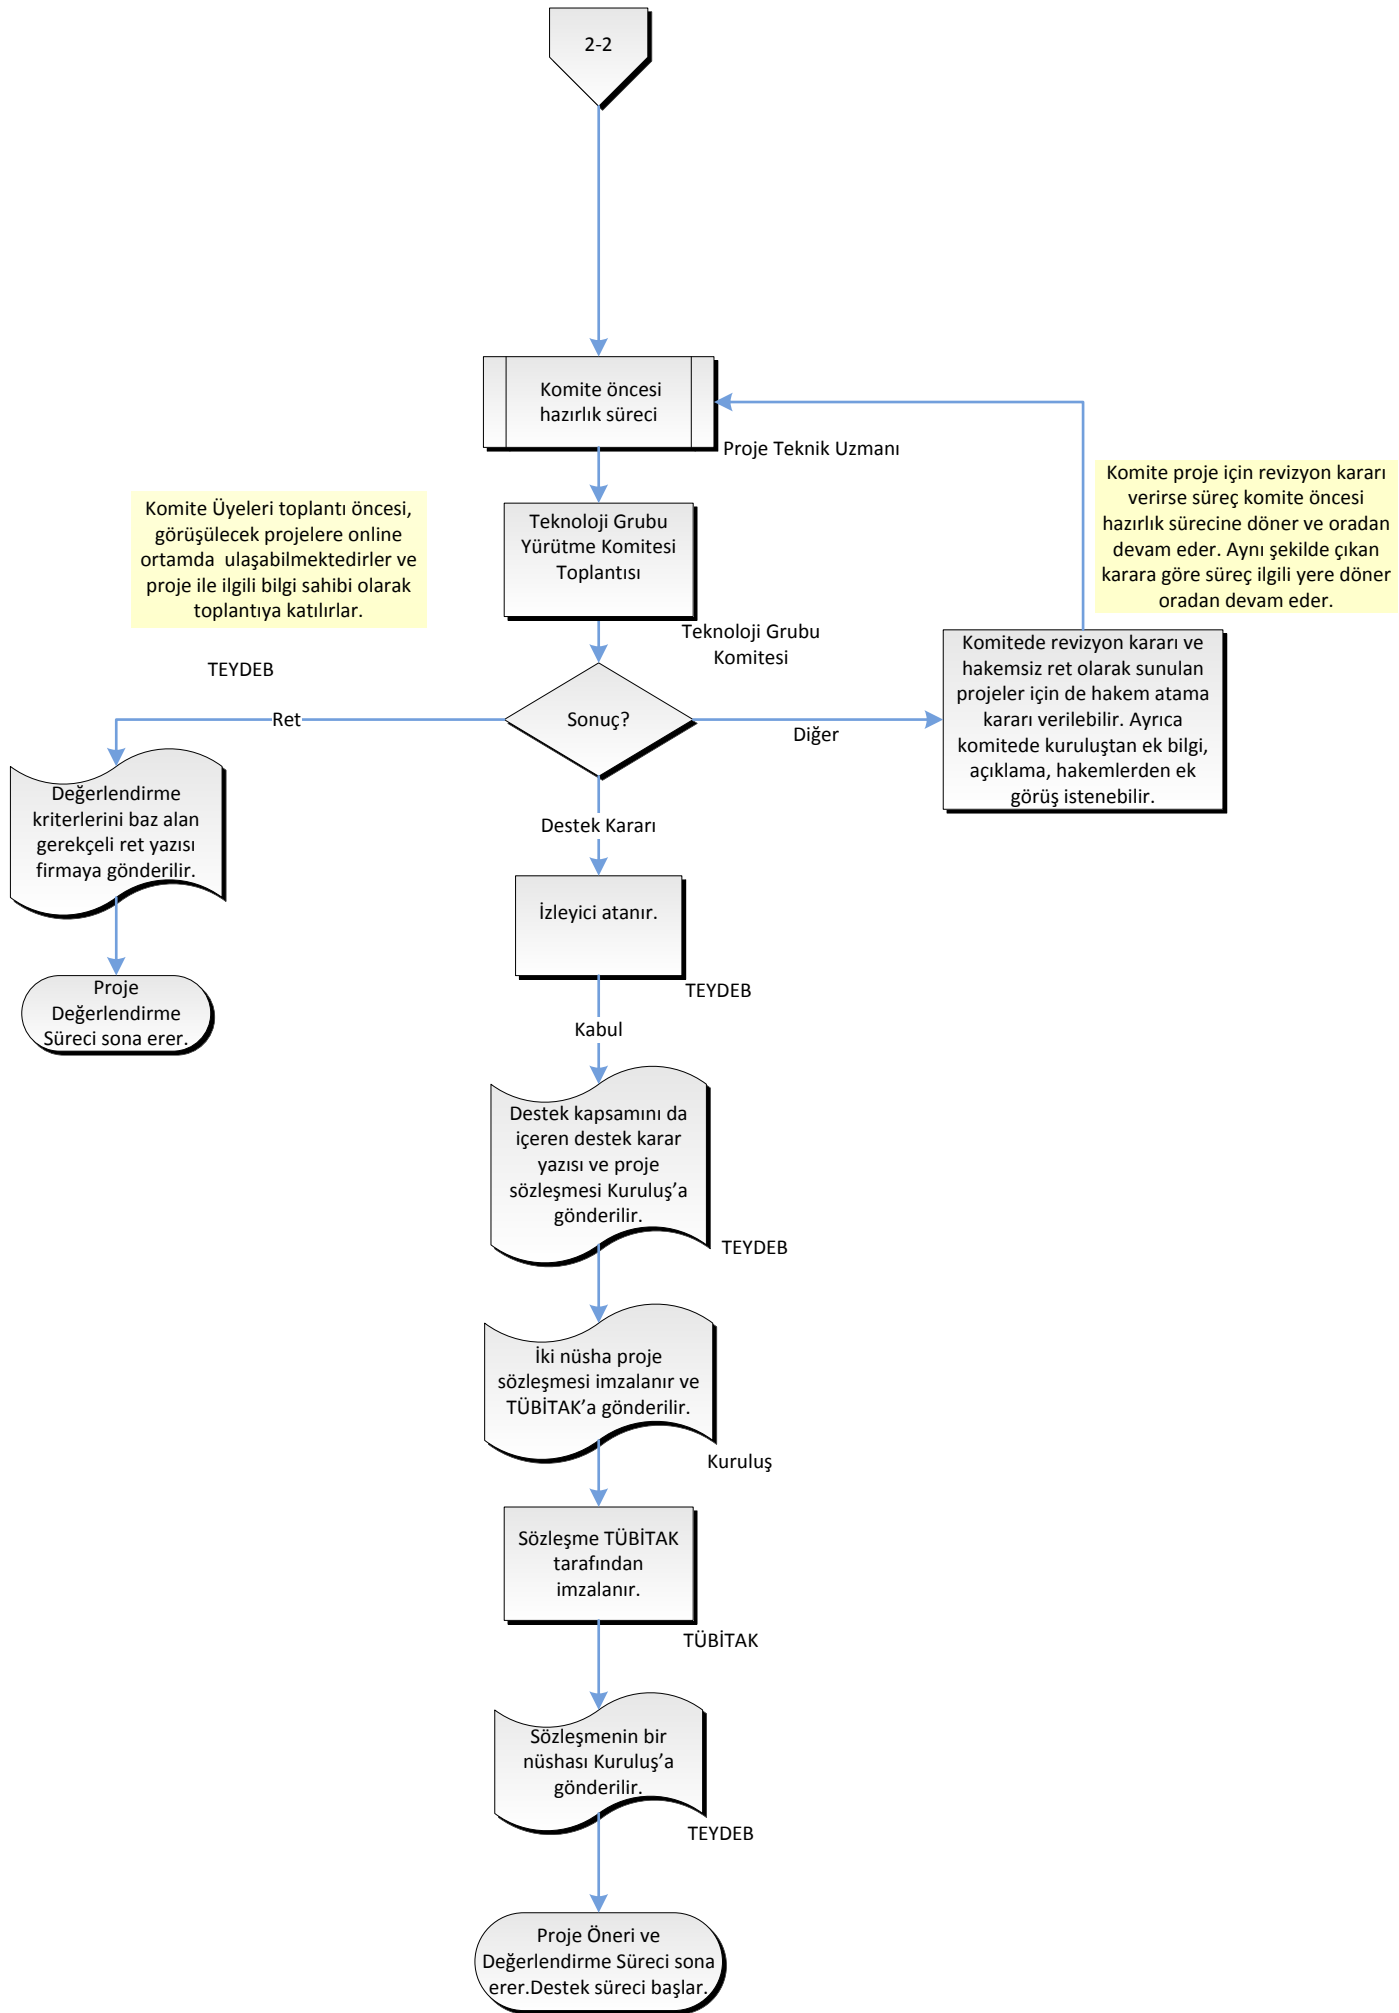 2-2
Komite öncesi
hazırlık süreci
Proje Teknik Uzmanı
Komite proje için revizyon kararı
verirse süreç komite öncesi
hazırlık sürecine döner ve oradan
devam eder. Aynı şekilde çıkan
karara göre süreç ilgili yere döner
oradan devam eder.
Komite Üyeleri toplantı öncesi,
görüşülecek projelere online
ortamda ulaşabilmektedirler ve
proje ile ilgili bilgi sahibi olarak
toplantıya katılırlar.
Teknoloji Grubu
Yürütme Komitesi
Toplantısı
Teknoloji Grubu
Komitesi
Komitede revizyon kararı ve
hakemsiz ret olarak sunulan
projeler için de hakem atama
kararı verilebilir. Ayrıca
komitede kuruluştan ek bilgi,
açıklama, hakemlerden ek
görüş istenebilir.
TEYDEB
Ret
Sonuç?
Diğer
Değerlendirme
kriterlerini baz alan
gerekçeli ret yazısı
firmaya gönderilir.
Destek Kararı
İzleyici atanır.
TEYDEB
Proje
Değerlendirme
Süreci sona erer.
Kabul
Destek kapsamını da
içeren destek karar
yazısı ve proje
sözleşmesi Kuruluş’a
gönderilir.
TEYDEB
İki nüsha proje
sözleşmesi imzalanır ve
TÜBİTAK’a gönderilir.
Kuruluş
Sözleşme TÜBİTAK
tarafından
imzalanır.
TÜBİTAK
Sözleşmenin bir
nüshası Kuruluş’a
gönderilir.
TEYDEB
Proje Öneri ve
Değerlendirme Süreci sona
erer.Destek süreci başlar.